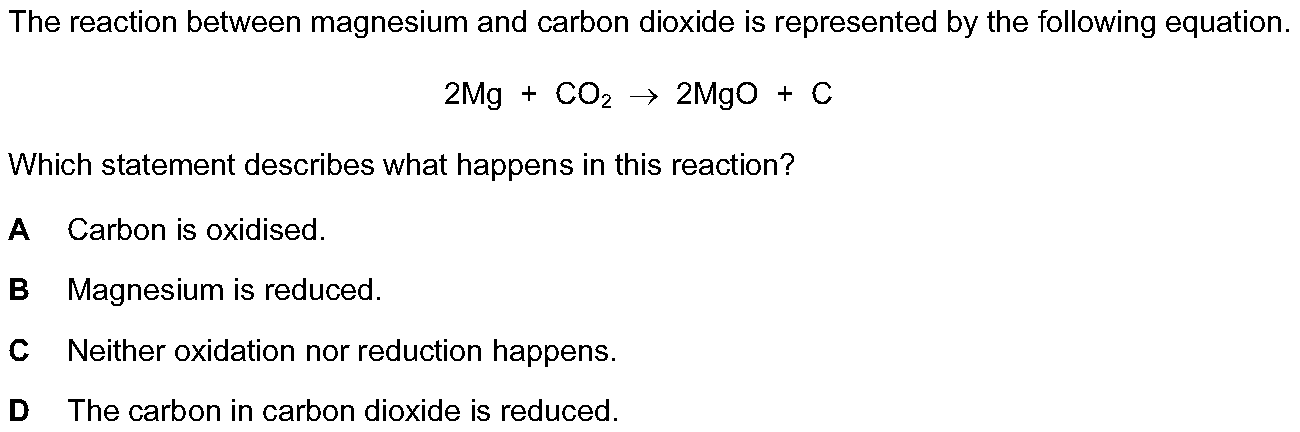 The reaction between magnesium and carbon dioxide is represented by the following equation.
2Mg + CO₂ → 2MgO + C
Which statement describes what happens in this reaction?
A Carbon is oxidised.
B Magnesium is reduced.
C Neither oxidation nor reduction happens.
D The carbon in carbon dioxide is reduced.